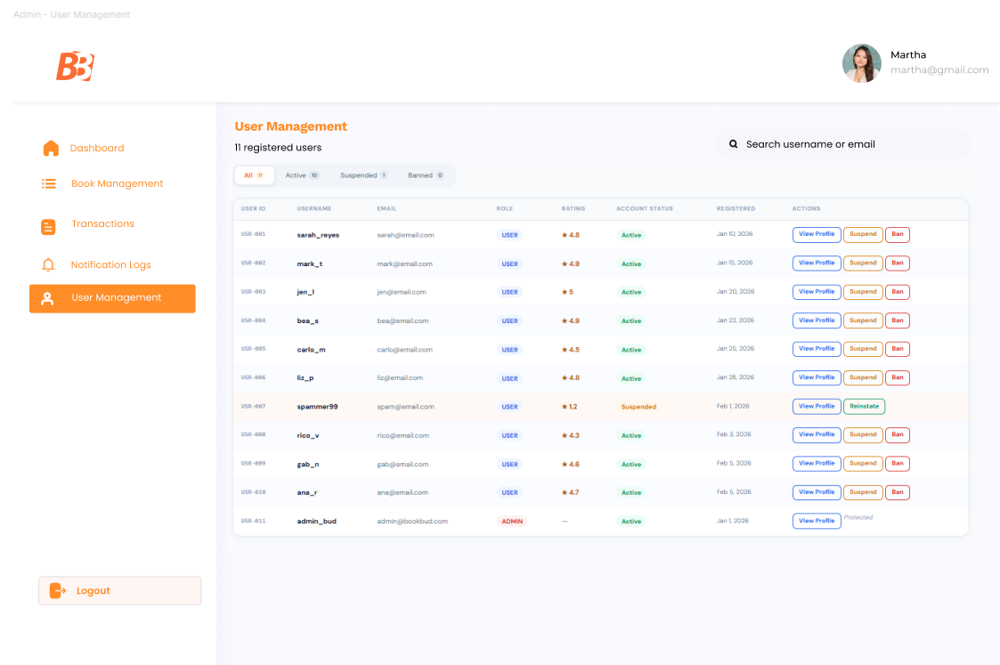 Admin - User Management
BB
Martha
martha@gmail.com
Dashboard
Book Management
Transactions
Notification Logs
User Management
Logout
User Management
11 registered users
Search username or email
All 11 Active 10 Suspended 1 Banned 0
USER ID USERNAME EMAIL ROLE RATING ACCOUNT STATUS REGISTERED ACTIONS
USR-001 sarah_reyes sarah@email.com USER ★ 4.8 Active Jan 10, 2026 View Profile Suspend Ban
USR-002 mark_t mark@email.com USER ★ 4.9 Active Jan 15, 2026 View Profile Suspend Ban
USR-003 jen_l jen@email.com USER ★ 5 Active Jan 20, 2026 View Profile Suspend Ban
USR-004 bea_s bea@email.com USER ★ 4.9 Active Jan 22, 2026 View Profile Suspend Ban
USR-005 carlo_m carlo@email.com USER ★ 4.5 Active Jan 25, 2026 View Profile Suspend Ban
USR-006 liz_p liz@email.com USER ★ 4.8 Active Jan 28, 2026 View Profile Suspend Ban
USR-007 spammer99 spam@email.com USER ★ 1.2 Suspended Feb 1, 2026 View Profile Reinstate
USR-008 rico_v rico@email.com USER ★ 4.3 Active Feb 3, 2026 View Profile Suspend Ban
USR-009 gab_n gab@email.com USER ★ 4.6 Active Feb 5, 2026 View Profile Suspend Ban
USR-010 ana_r ana@email.com USER ★ 4.7 Active Feb 5, 2026 View Profile Suspend Ban
USR-011 admin_bud admin@bookbud.com ADMIN — Active Jan 1, 2026 View Profile Protected